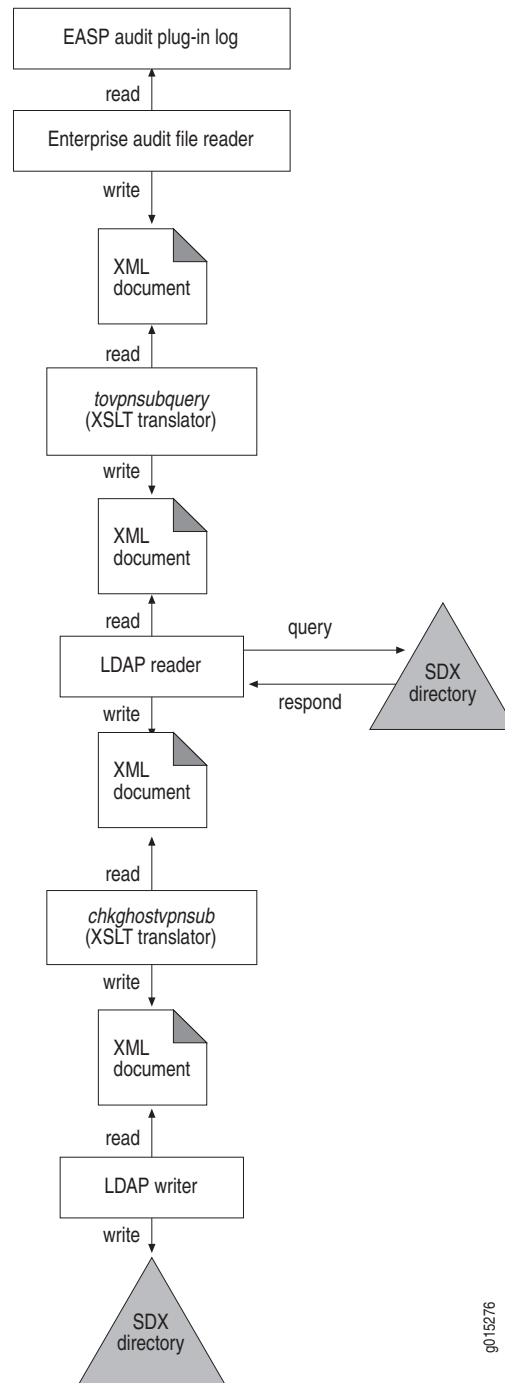 EASP audit plug-in log
read
Enterprise audit file reader
write
XML
document
read
tovpnsubquery
(XSLT translator)
write
XML
document
read
query
LDAP reader
SDX
directory
respond
write
XML
document
read
chkghostvpnsub
(XSLT translator)
write
XML
document
read
LDAP writer
write
SDX
directory
g015276